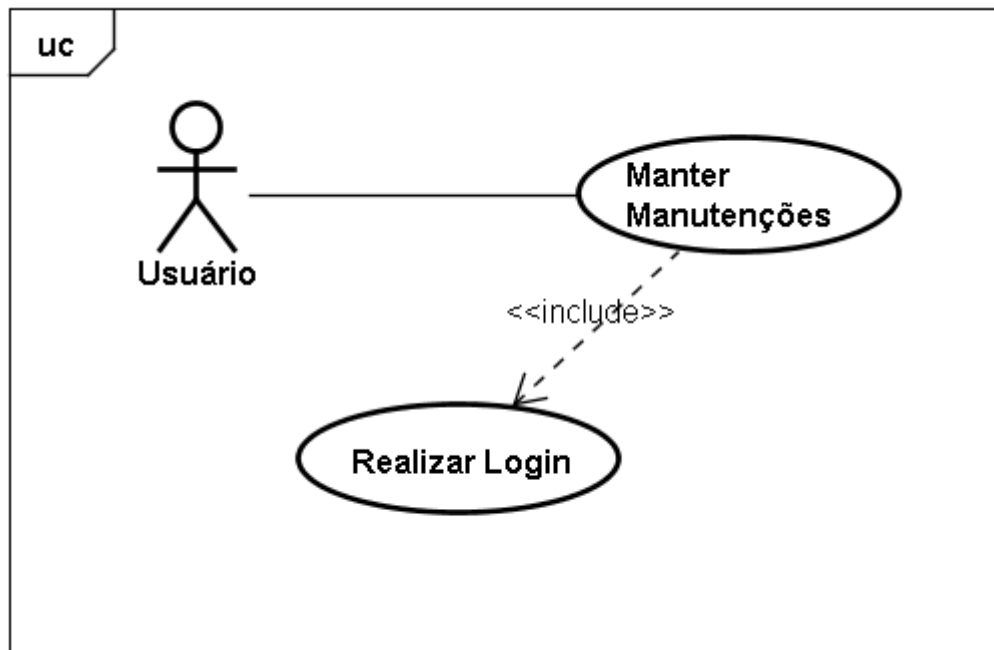 uc
Manter
Manutenções
Usuário
<<include>>
Realizar Login